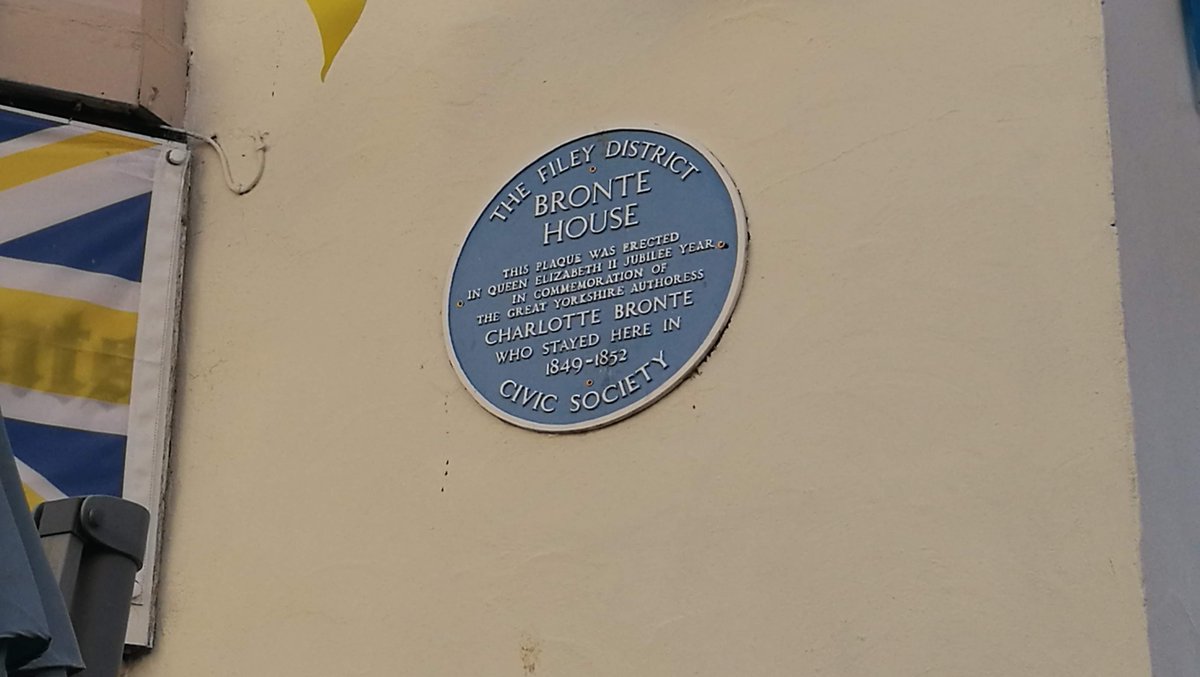 THE FILEY DISTRICT
BRONTE
HOUSE
THIS PLAQUE WAS ERECTED
IN QUEEN ELIZABETH II JUBILEE YEAR
IN COMMEMORATION OF
THE GREAT YORKSHIRE AUTHORESS
CHARLOTTE BRONTE
WHO STAYED HERE IN
1849-1852
CIVIC SOCIETY